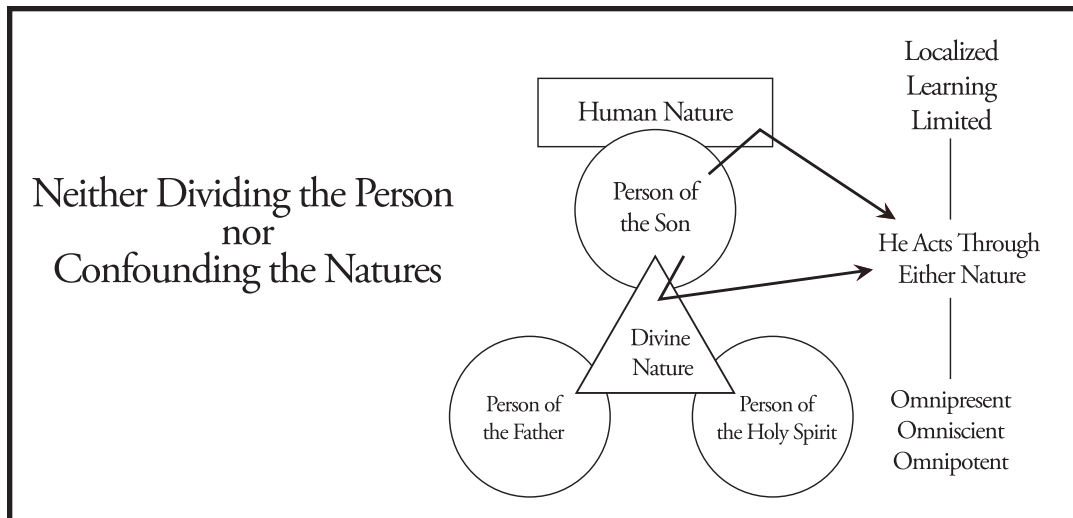 Neither Dividing the Person
nor
Confounding the Natures
Human Nature
Person of
the Son
Divine
Nature
Person of
the Father
Person of
the Holy Spirit
Localized
Learning
Limited
He Acts Through
Either Nature
Omnipresent
Omniscient
Omnipotent